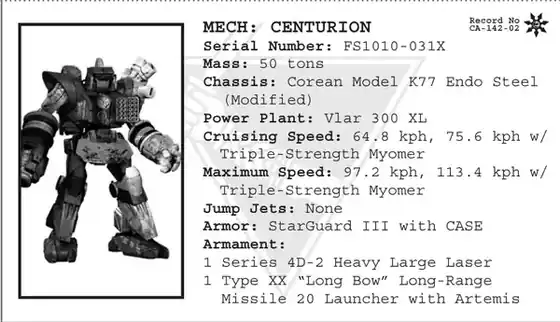 MECH: CENTURION
Record No
CA-142-02
Serial Number: FS1010-031X
Mass: 50 tons
Chassis: Corean Model K77 Endo Steel
(Modified)
Power Plant: Vlar 300 XL
Cruising Speed: 64.8 kph, 75.6 kph w/
Triple-Strength Myomer
Maximum Speed: 97.2 kph, 113.4 kph w/
Triple-Strength Myomer
Jump Jets: None
Armor: StarGuard III with CASE
Armament:
1 Series 4D-2 Heavy Large Laser
1 Type XX “Long Bow” Long-Range
Missile 20 Launcher with Artemis